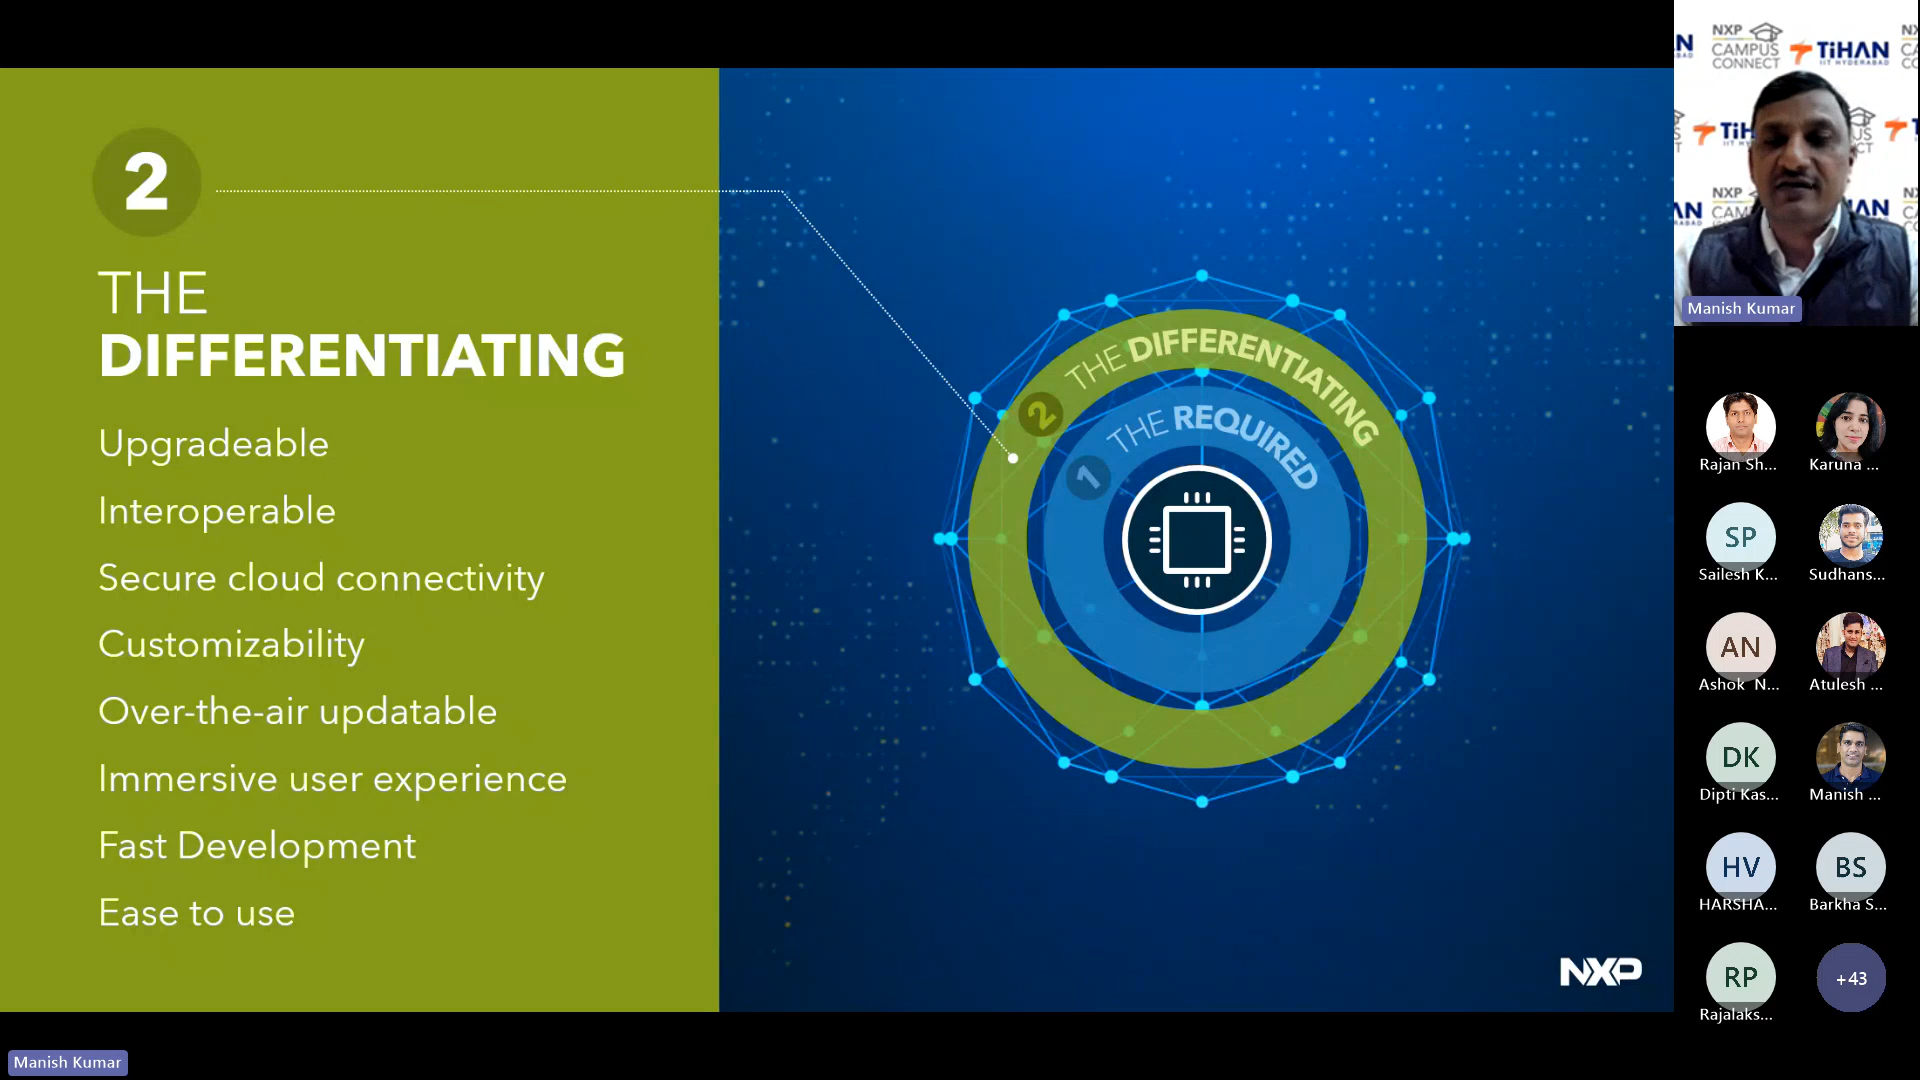 2
THE
DIFFERENTIATING
Upgradeable
Interoperable
Secure cloud connectivity
Customizability
Over-the-air updatable
Immersive user experience
Fast Development
Ease to use
2 THE DIFFERENTIATING
1 THE REQUIRED
NXP
Manish Kumar
NXP
CAMPUS
CONNECT
TiHAN
IIT HYDERABAD
Manish Kumar
Rajan Sh...
Karuna ...
SP
Sailesh K...
Sudhans...
AN
Ashok N...
Atulesh ...
DK
Dipti Kas...
Manish ...
HV
HARSHA...
BS
Barkha S...
RP
Rajalaks...
+43